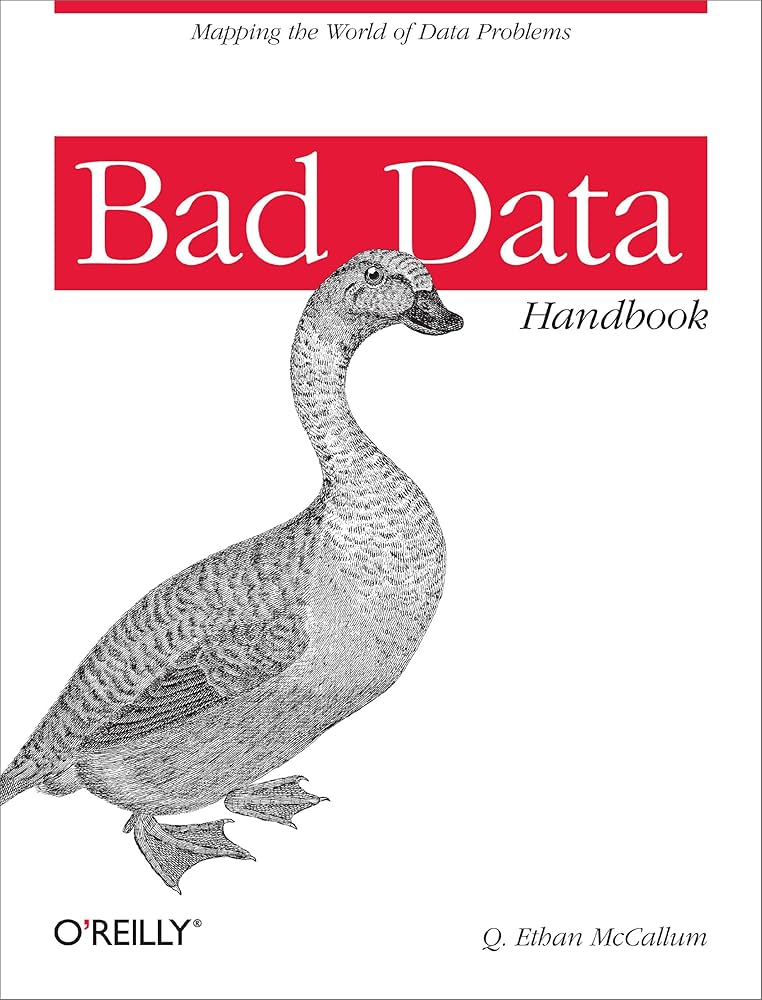 Mapping the World of Data Problems
Bad Data
Handbook
O'REILLY®
Q. Ethan McCallum